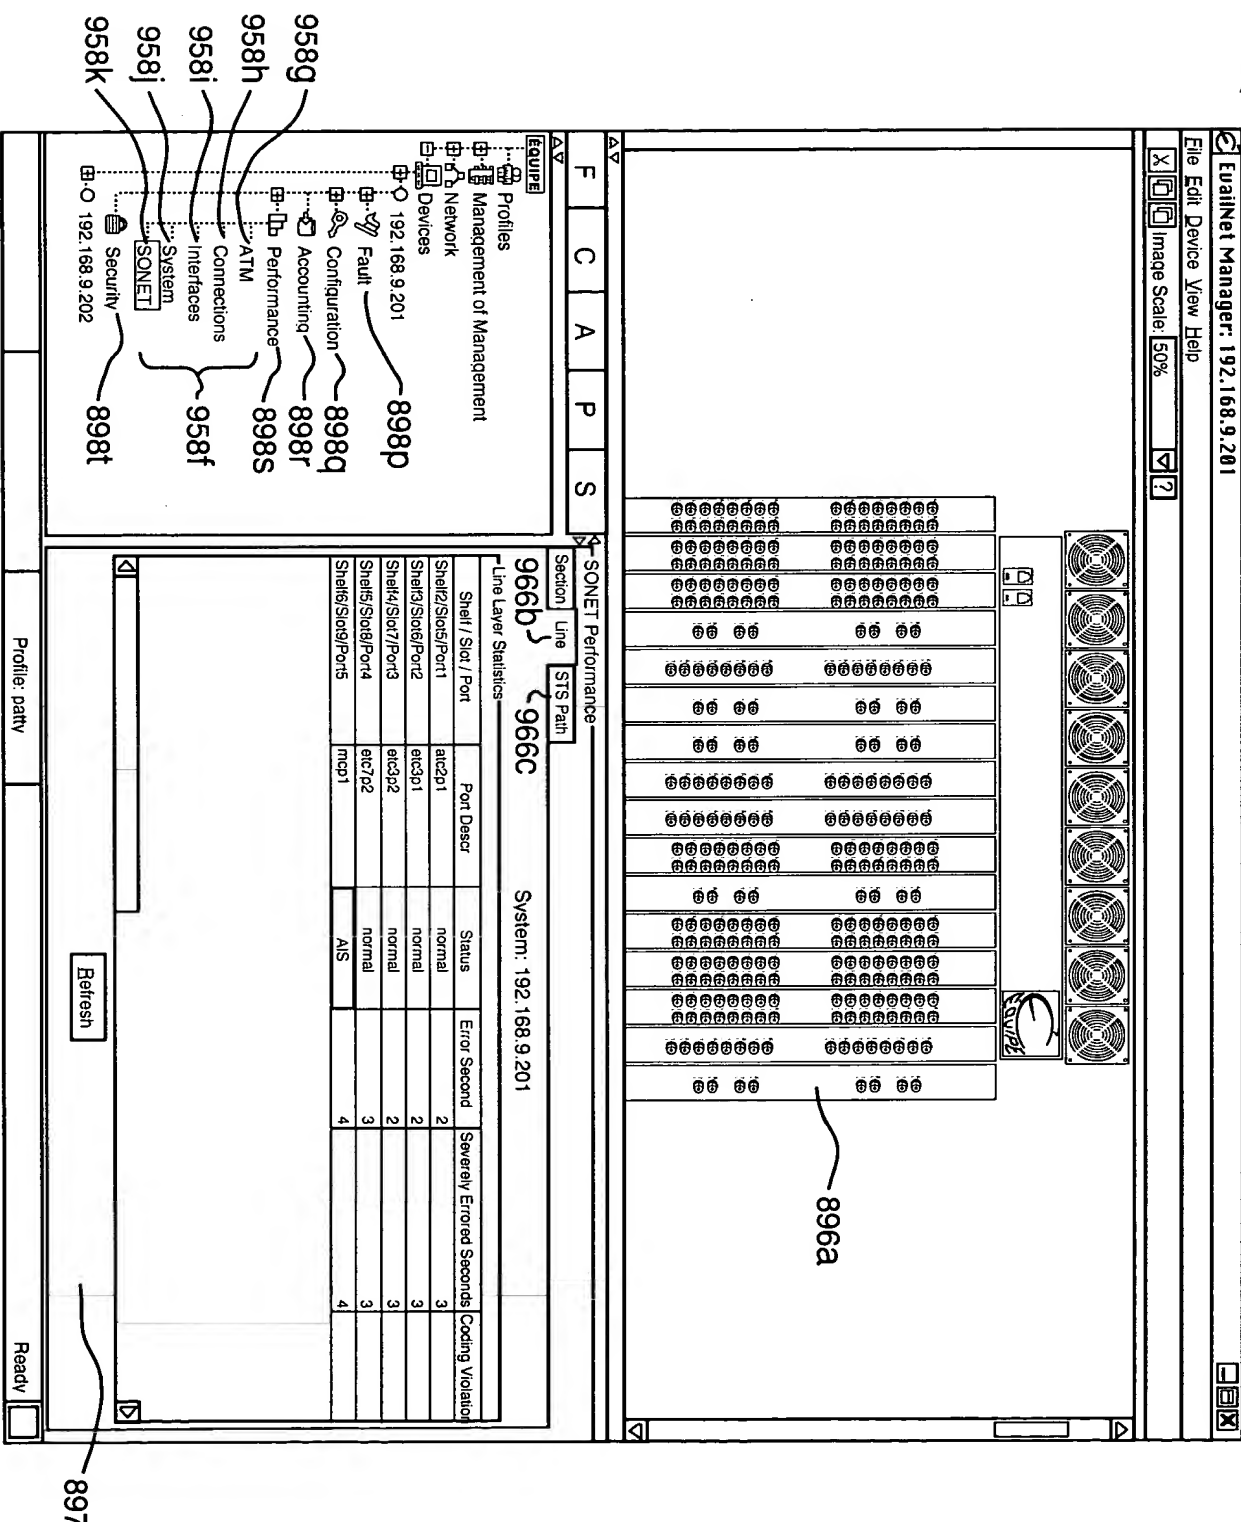 EuailNet Manager: 192.168.9.201
File Edit Device View Help
Image Scale: 50%
?
EQUIPE
896a
F C A P S
EQUIPE
Profiles
Management of Management
Network
Devices
192.168.9.201
Fault
Configuration
Accounting
Performance
ATM
Connections
Interfaces
System
SONET
Security
192.168.9.202
898p
898q
898r
898s
958f
898t
958g
958h
958i
958j
958k
SONET Performance
Section Line STS Path
966b 966c
System: 192.168.9.201
Line Layer Statistics
Shelf / Slot / Port Port Descr Status Error Second Severely Errored Seconds Coding Violation
Shelf2/Slot5/Port1 atc2p1 normal 2 3
Shelf3/Slot6/Port2 etc3p1 normal 2 3
Shelf4/Slot7/Port3 etc3p2 normal 2 3
Shelf5/Slot8/Port4 etc7p2 normal 3 3
Shelf6/Slot9/Port5 mcp1 AIS 4 4
Refresh
897
Profile: patty
Ready